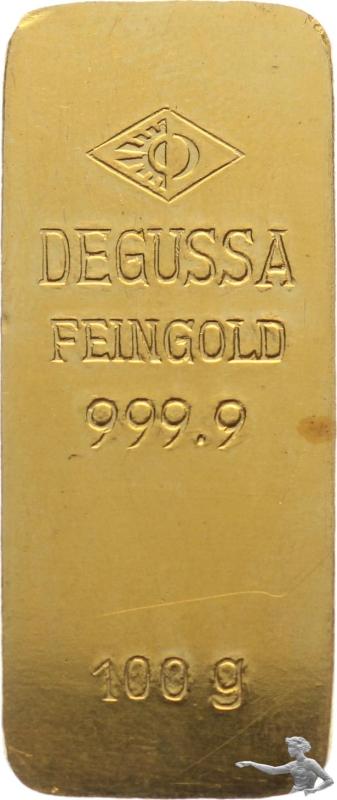 DEGUSSA
FEINGOLD
999.9
100 g